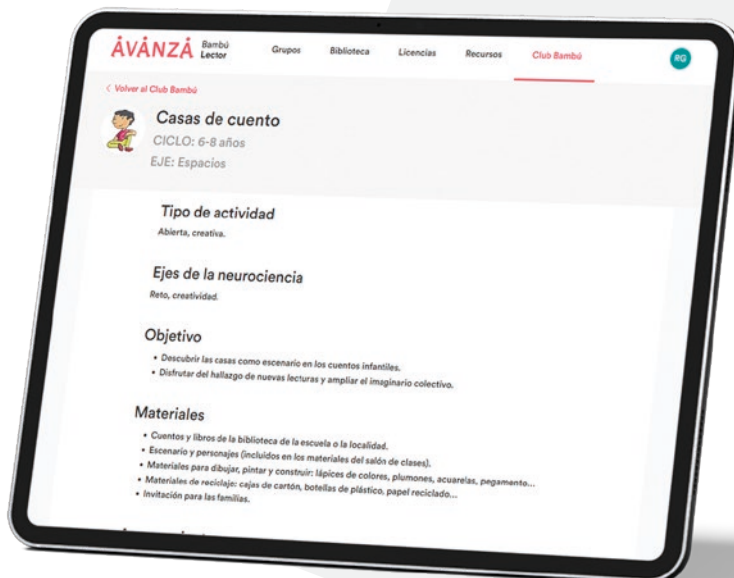 AVANZA Bambú Lector
Grupos Biblioteca Licencias Recursos Club Bambú RG
< Volver al Club Bambú
Casas de cuento
CICLO: 6-8 años
EJE: Espacios
Tipo de actividad
Abierta, creativa.
Ejes de la neurociencia
Reto, creatividad.
Objetivo
• Descubrir las casas como escenario en los cuentos infantiles.
• Disfrutar del hallazgo de nuevas lecturas y ampliar el imaginario colectivo.
Materiales
• Cuentos y libros de la biblioteca de la escuela o la localidad.
• Escenario y personajes (incluidos en los materiales del salón de clases).
• Materiales para dibujar, pintar y construir: lápices de colores, plumones, acuarelas, pegamento...
• Materiales de reciclaje: cajas de cartón, botellas de plástico, papel reciclado...
• Invitación para las familias.